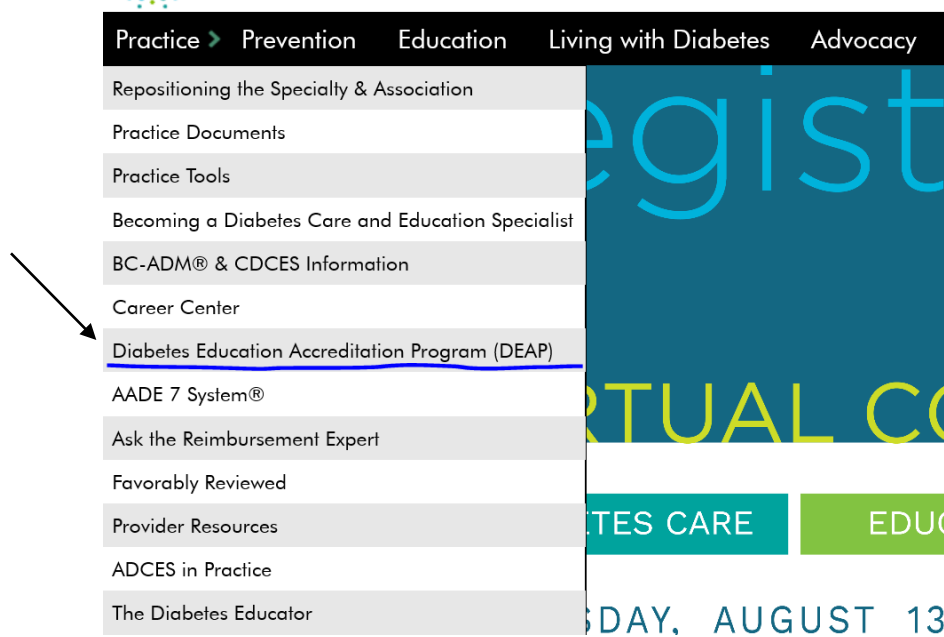 Practice > Prevention Education Living with Diabetes Advocacy
Repositioning the Specialty & Association
Practice Documents
Practice Tools
Becoming a Diabetes Care and Education Specialist
BC-ADM® & CDCES Information
Career Center
Diabetes Education Accreditation Program (DEAP)
AADE 7 System®
Ask the Reimbursement Expert
Favorably Reviewed
Provider Resources
ADCES in Practice
The Diabetes Educator
egist
RTUAL CO
ETES CARE
EDUC
SDAY, AUGUST 13